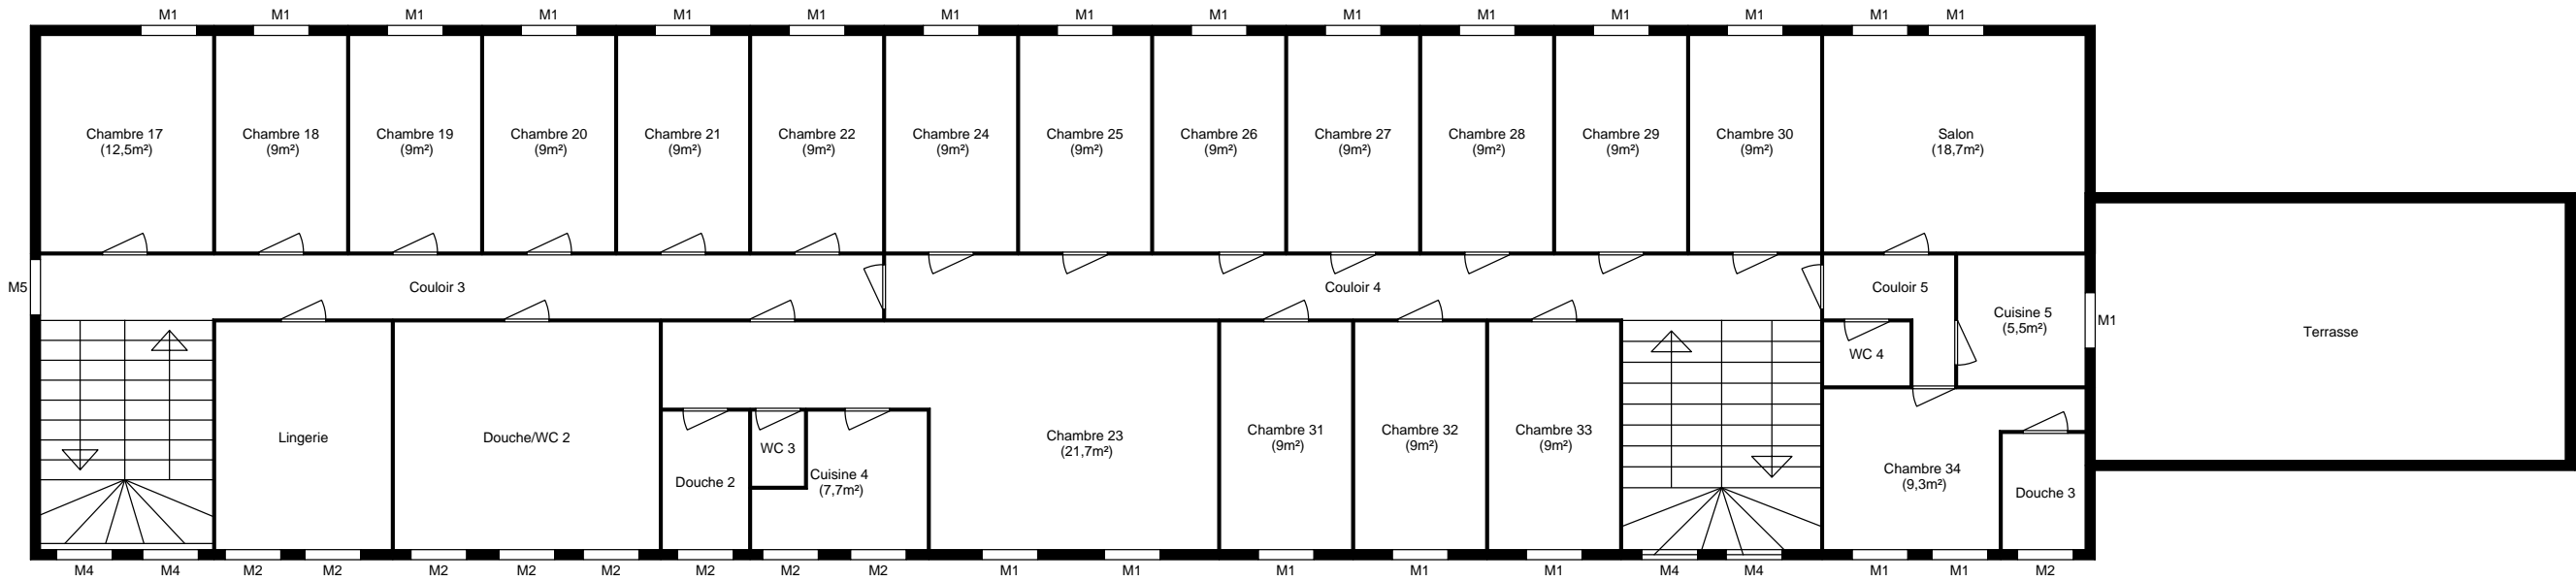 M1 M1 M1 M1 M1 M1 M1 M1 M1 M1 M1 M1 M1 M1 M1
Chambre 17
(12,5m²)
Chambre 18
(9m²)
Chambre 19
(9m²)
Chambre 20
(9m²)
Chambre 21
(9m²)
Chambre 22
(9m²)
Chambre 24
(9m²)
Chambre 25
(9m²)
Chambre 26
(9m²)
Chambre 27
(9m²)
Chambre 28
(9m²)
Chambre 29
(9m²)
Chambre 30
(9m²)
Salon
(18,7m²)
M5
Couloir 3
Couloir 4
Couloir 5
Cuisine 5
(5,5m²)
M1
Terrasse
WC 4
Lingerie
Douche/WC 2
Douche 2
WC 3
Cuisine 4
(7,7m²)
Chambre 23
(21,7m²)
Chambre 31
(9m²)
Chambre 32
(9m²)
Chambre 33
(9m²)
Chambre 34
(9,3m²)
Douche 3
M4 M4 M2 M2 M2 M2 M2 M2 M2 M2 M1 M1 M1 M1 M1 M4 M4 M1 M1 M2